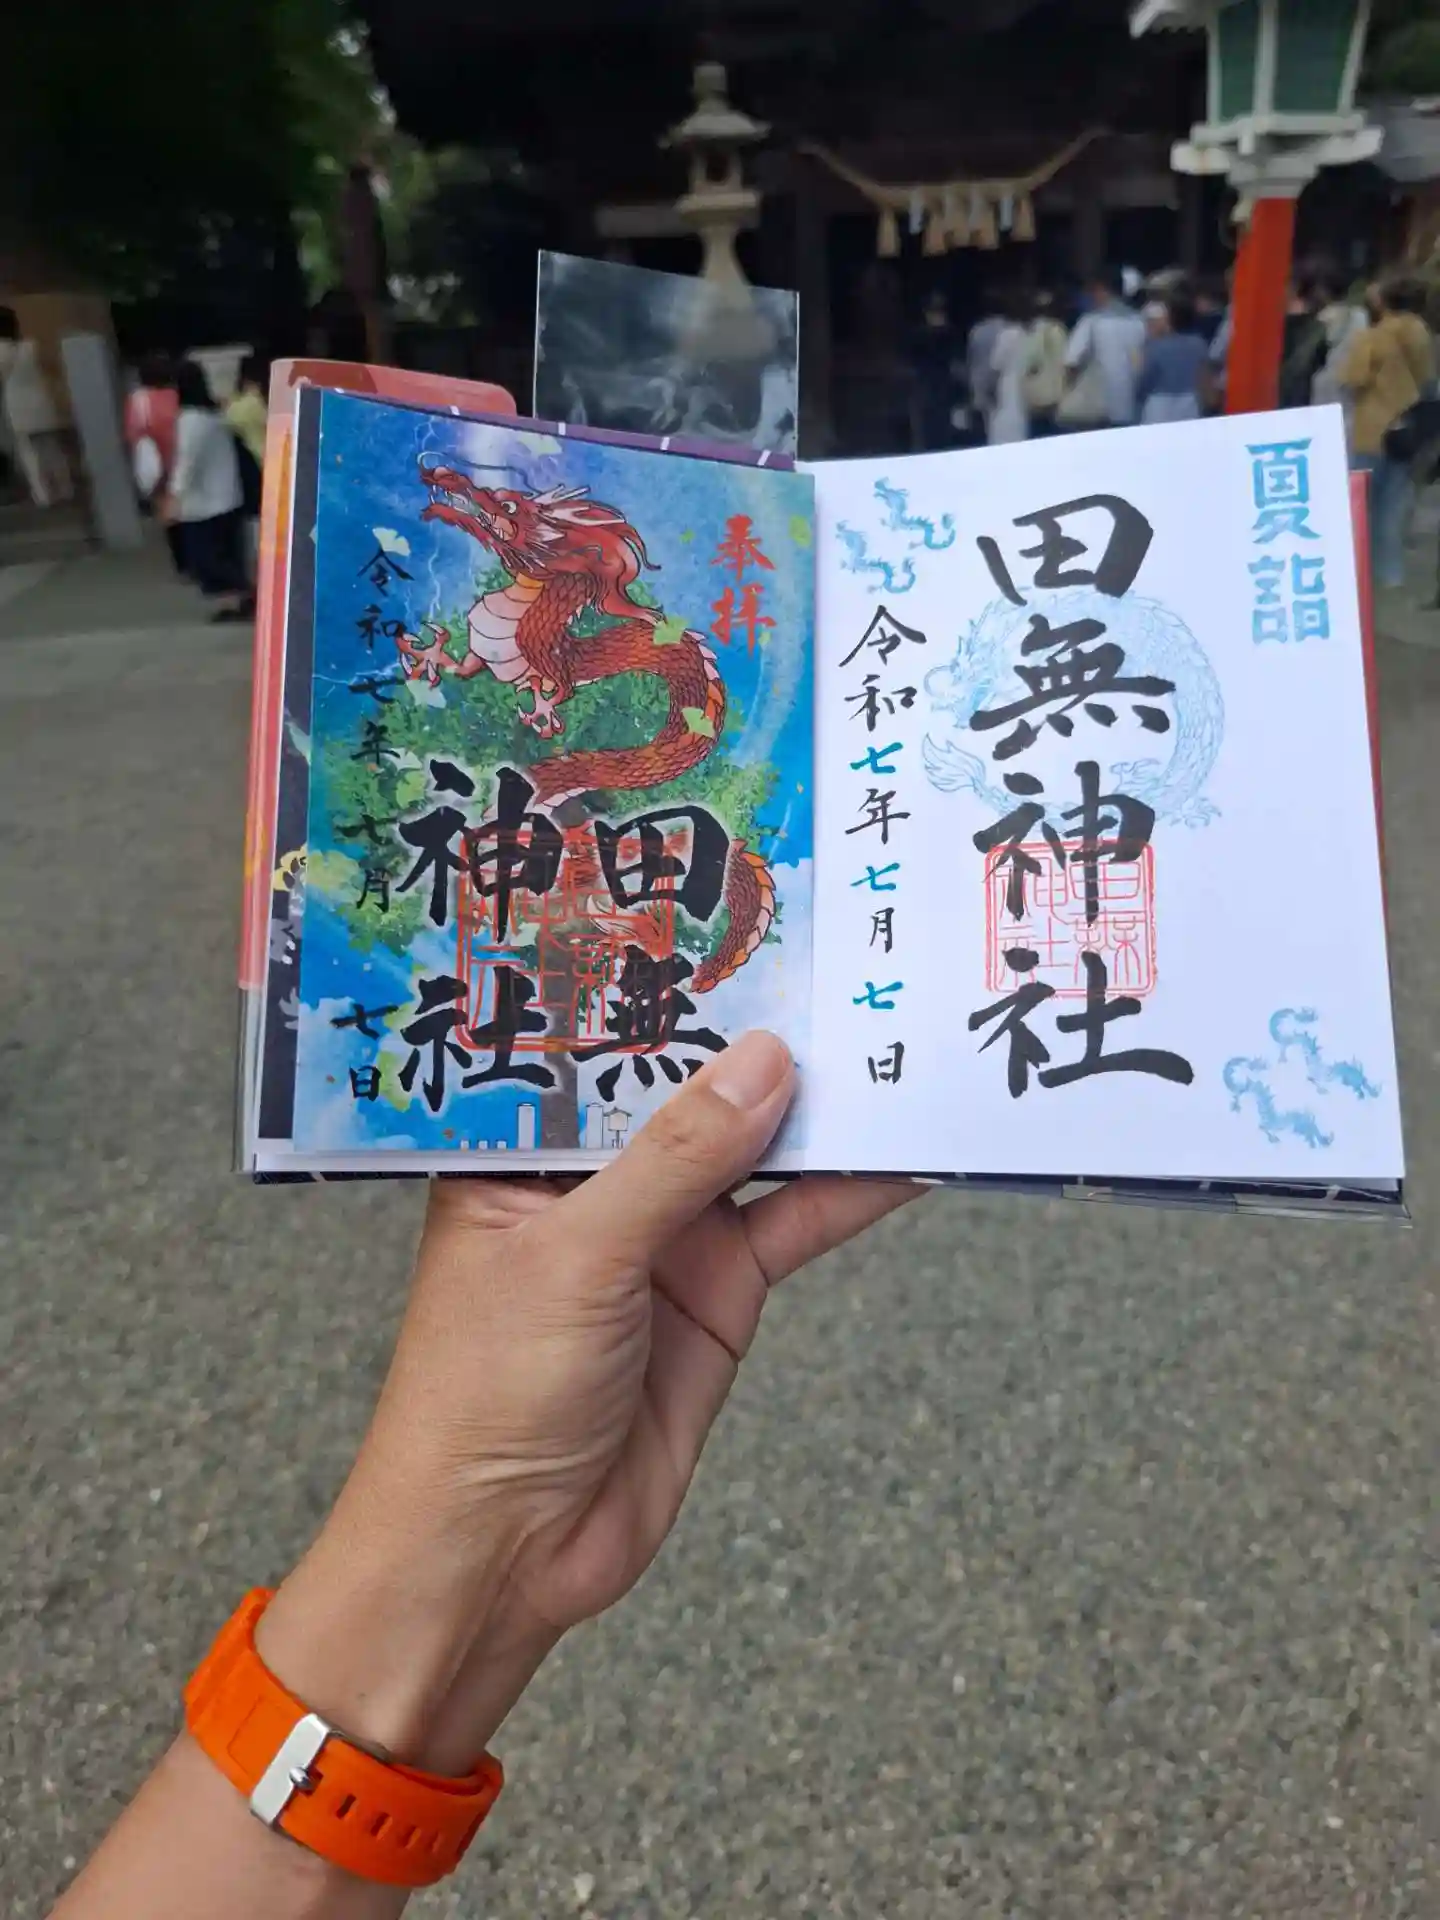 夏詣
田無神社
令和七年七月七日
奉拝
田無
神社
令和七年七月七日